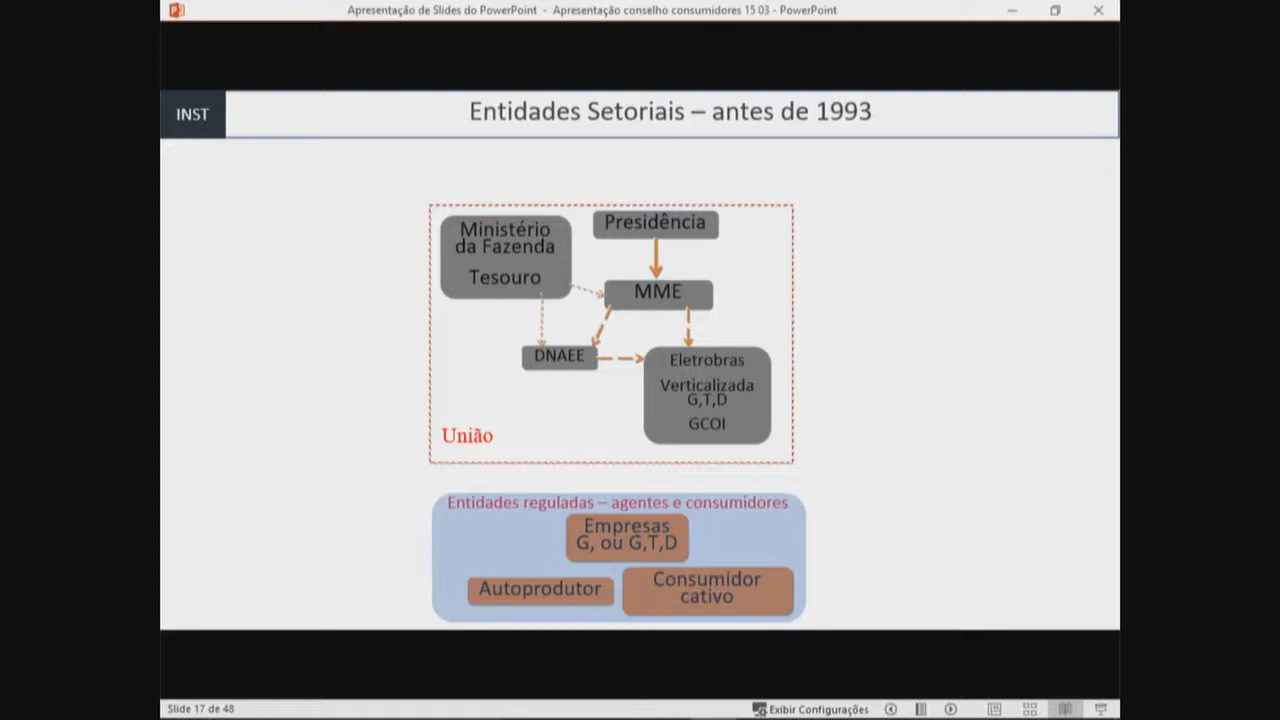 Apresentação de Slides do PowerPoint - Apresentação conselho consumidores 15 03 - PowerPoint
INST
Entidades Setoriais – antes de 1993
Ministério
da Fazenda
Tesouro
Presidência
MME
DNAEE
Eletrobras
Verticalizada
G,T,D
GCOI
União
Entidades reguladas – agentes e consumidores
Empresas
G, ou G,T,D
Autoprodutor
Consumidor
cativo
Slide 17 de 48
Exibir Configurações